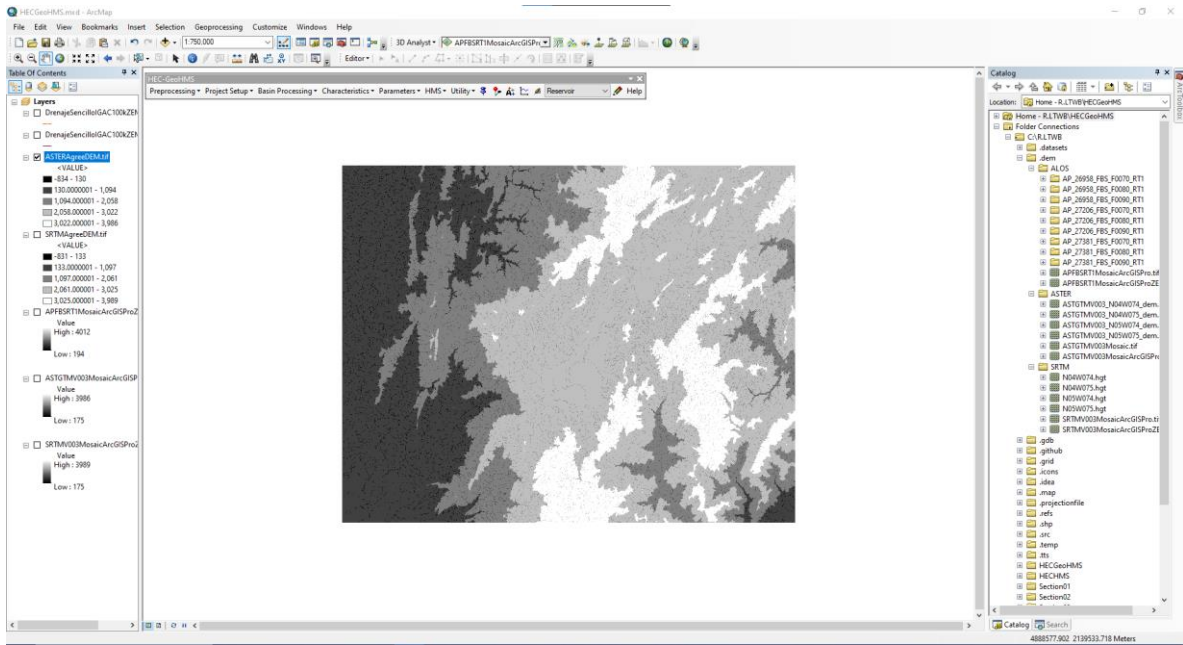 HECGeoHMS.mxd - ArcMap
File Edit View Bookmarks Insert Selection Geoprocessing Customize Windows Help
1:750.000
3D Analyst
APFBSRT1MosaicArcGISPro
Editor
Table Of Contents
Layers
DrenajeSencilloIGAC100kZEN
DrenajeSencilloIGAC100kZEN
ASTERAgreeDEM.tif
<VALUE>
-834 - 130
130.0000001 - 1,094
1,094.000001 - 2,058
2,058.000001 - 3,022
3,022.000001 - 3,986
SRTMAgreeDEM.tif
<VALUE>
-831 - 133
133.0000001 - 1,097
1,097.000001 - 2,061
2,061.000001 - 3,025
3,025.000001 - 3,989
APFBSRT1MosaicArcGISProZ
Value
High : 4012
Low : 194
ASTGTMV003MosaicArcGISP
Value
High : 3986
Low : 175
SRTMV003MosaicArcGISProZ
Value
High : 3989
Low : 175
HEC-GeoHMS
Preprocessing Project Setup Basin Processing Characteristics Parameters HMS Utility Reservoir Help
Catalog
Location: Home - R.LTWB\HECGeoHMS
Home - R.LTWB\HECGeoHMS
Folder Connections
C:\R.LTWB
.datasets
.dem
ALOS
AP_26958_FBS_F0070_RT1
AP_26958_FBS_F0080_RT1
AP_26958_FBS_F0090_RT1
AP_27206_FBS_F0070_RT1
AP_27206_FBS_F0080_RT1
AP_27206_FBS_F0090_RT1
AP_27381_FBS_F0070_RT1
AP_27381_FBS_F0080_RT1
AP_27381_FBS_F0090_RT1
APFBSRT1MosaicArcGISPro.tif
APFBSRT1MosaicArcGISProZE
ASTER
ASTGTMV003_N04W074_dem.
ASTGTMV003_N04W075_dem.
ASTGTMV003_N05W074_dem.
ASTGTMV003_N05W075_dem.
ASTGTMV003Mosaic.tif
ASTGTMV003MosaicArcGISPro
SRTM
N04W074.hgt
N04W075.hgt
N05W074.hgt
N05W075.hgt
SRTMV003MosaicArcGISPro.ti
SRTMV003MosaicArcGISProZE
.gdb
.github
.grid
.icons
.idea
.map
.projectionfile
.refs
.shp
.src
.temp
.tts
HECGeoHMS
HECHMS
Section01
Section02
Catalog Search
ArcToolbox
4888577.902 2139533.718 Meters